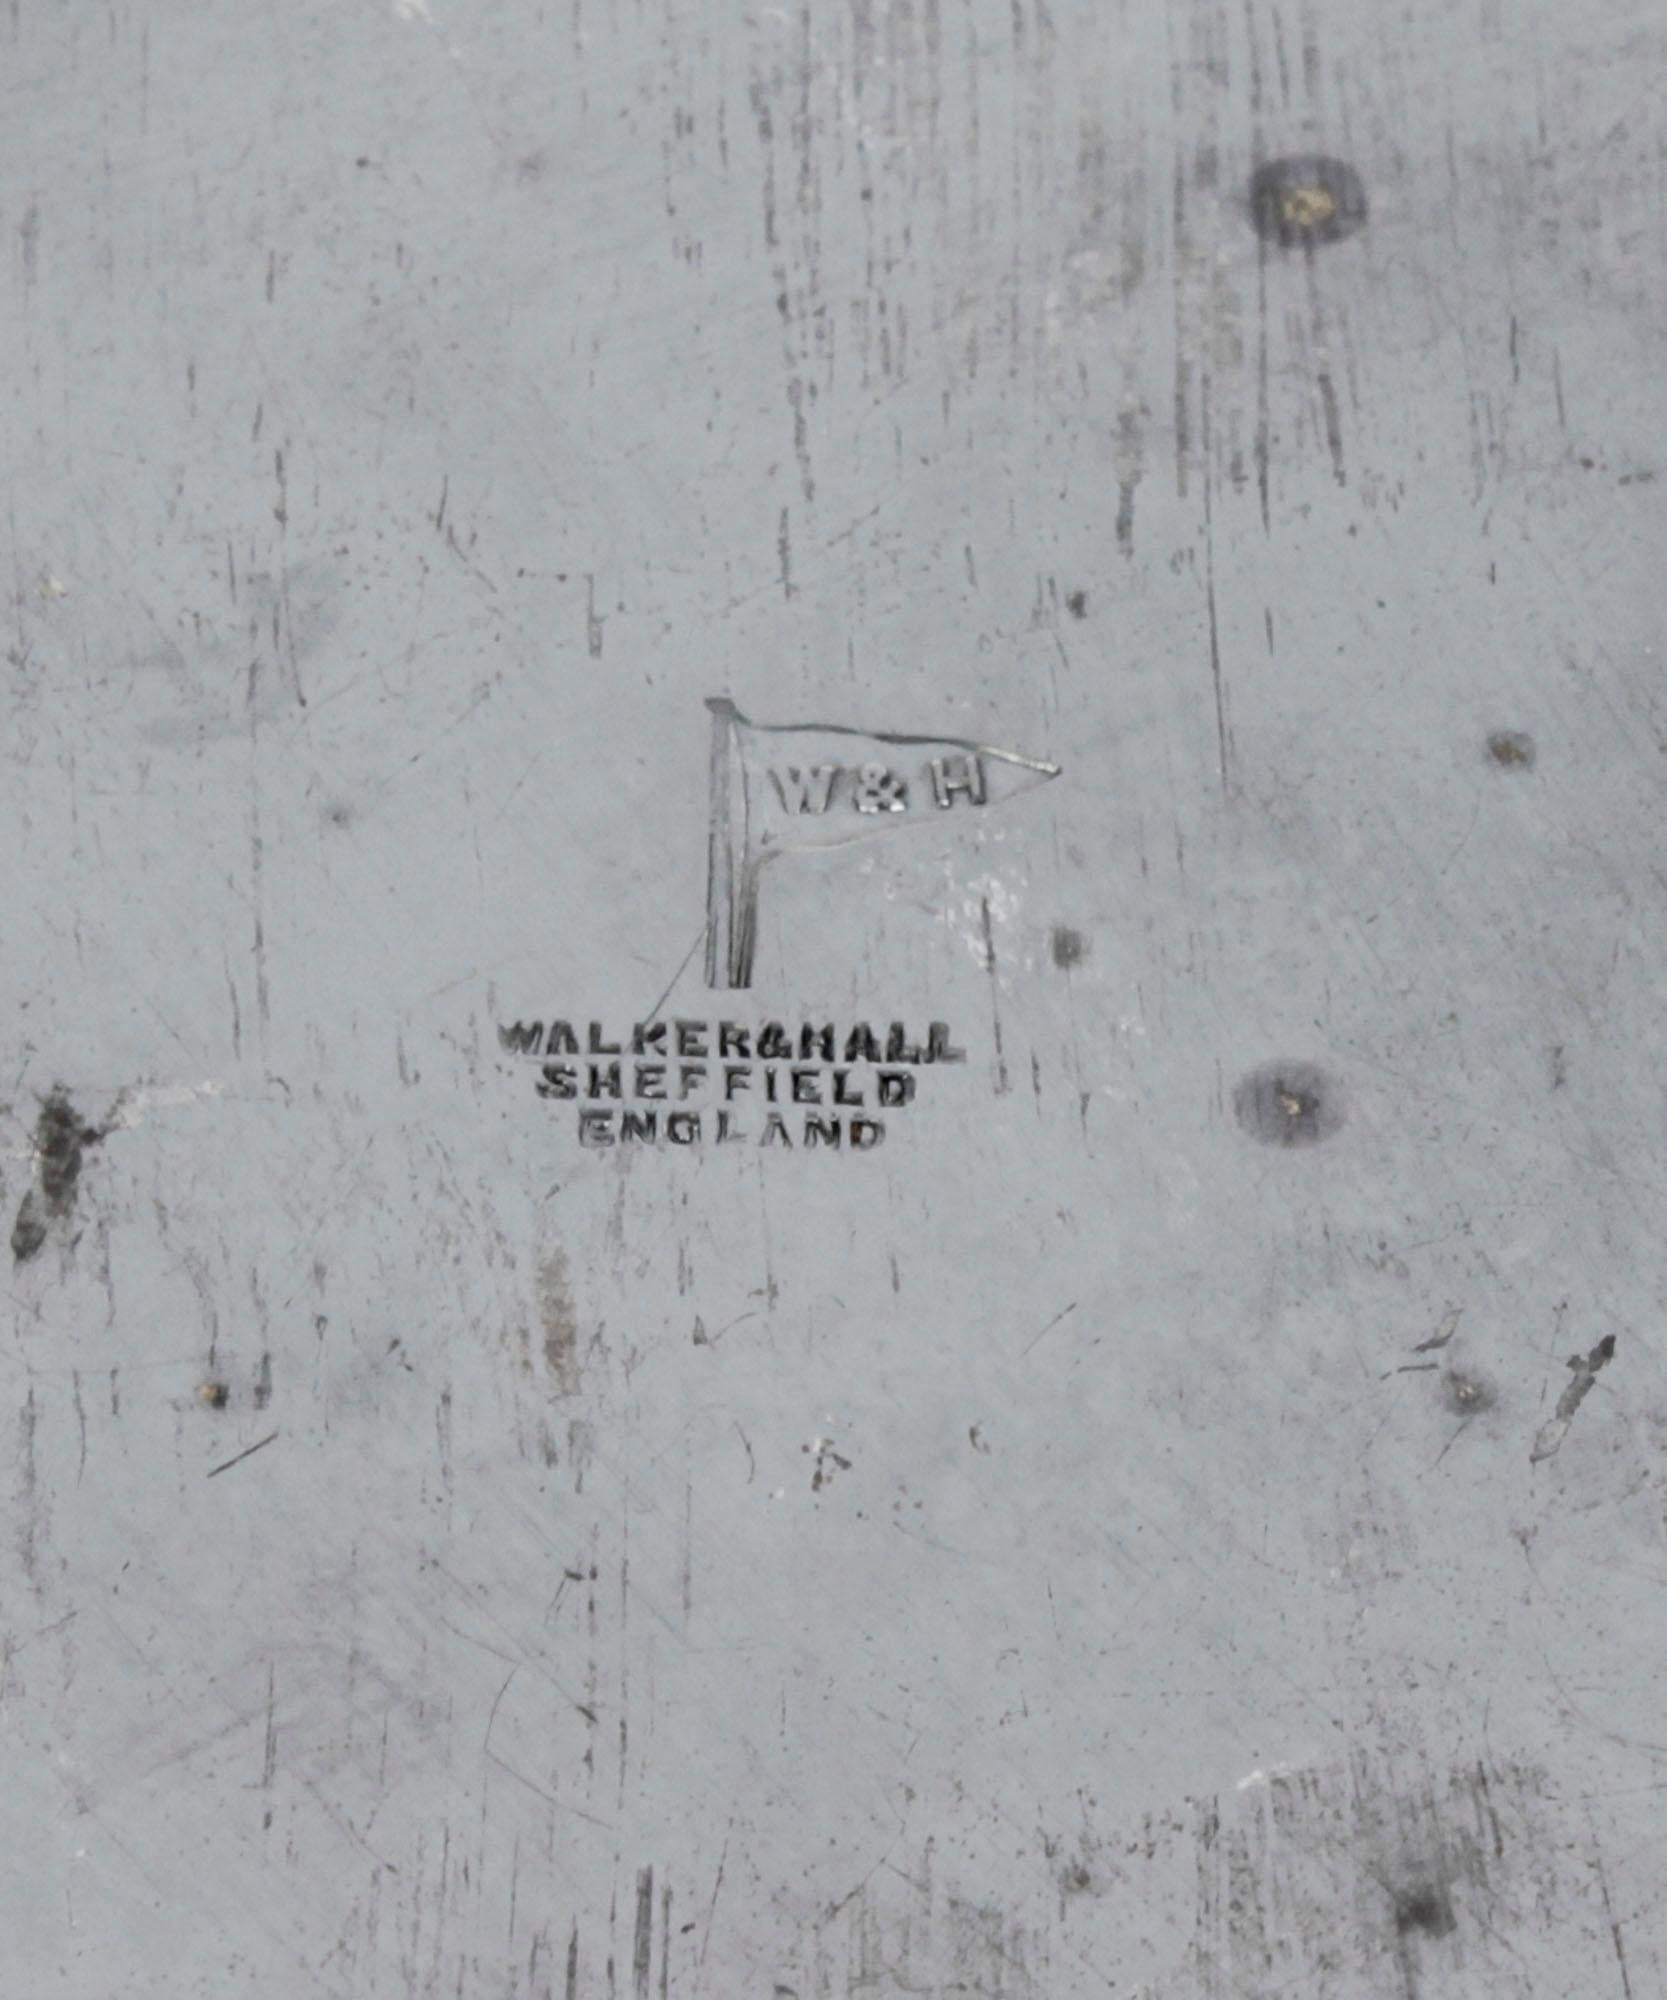 W & H
WALKER & HALL
SHEFFIELD
ENGLAND